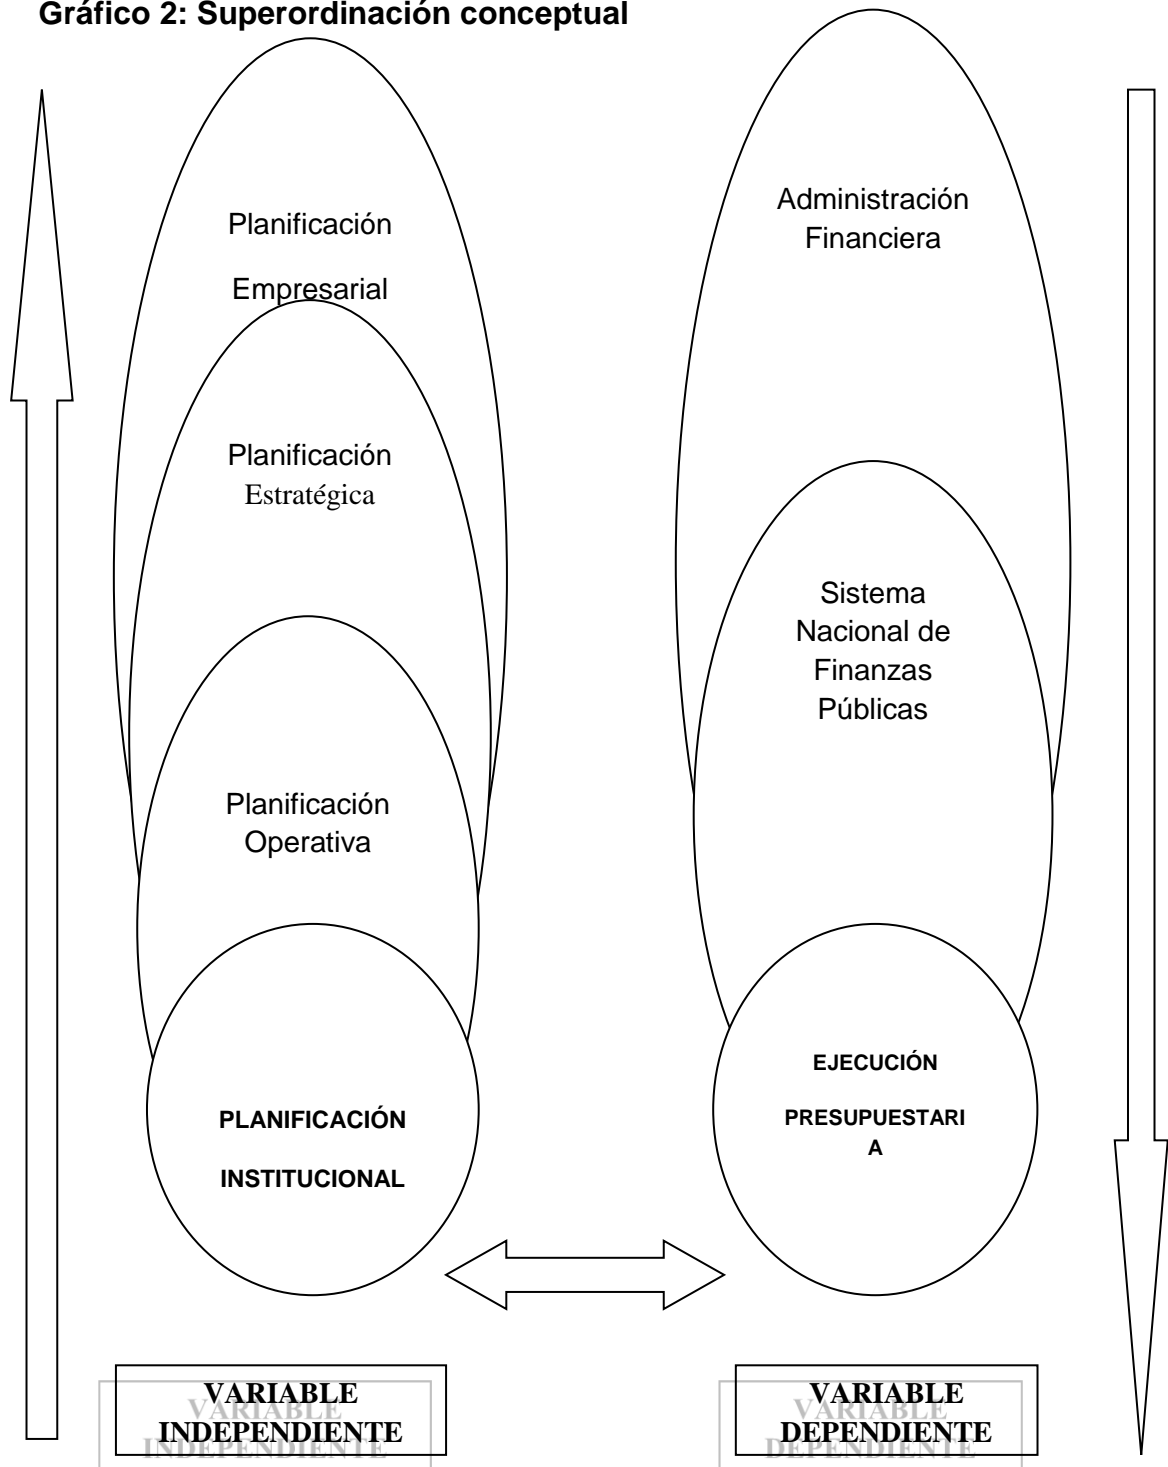 Gráfico 2: Superordinación conceptual
Planificación
Empresarial
Planificación
Estratégica
Planificación
Operativa
PLANIFICACIÓN
INSTITUCIONAL
VARIABLE
INDEPENDIENTE
Administración
Financiera
Sistema
Nacional de
Finanzas
Públicas
EJECUCIÓN
PRESUPUESTARI
A
VARIABLE
DEPENDIENTE